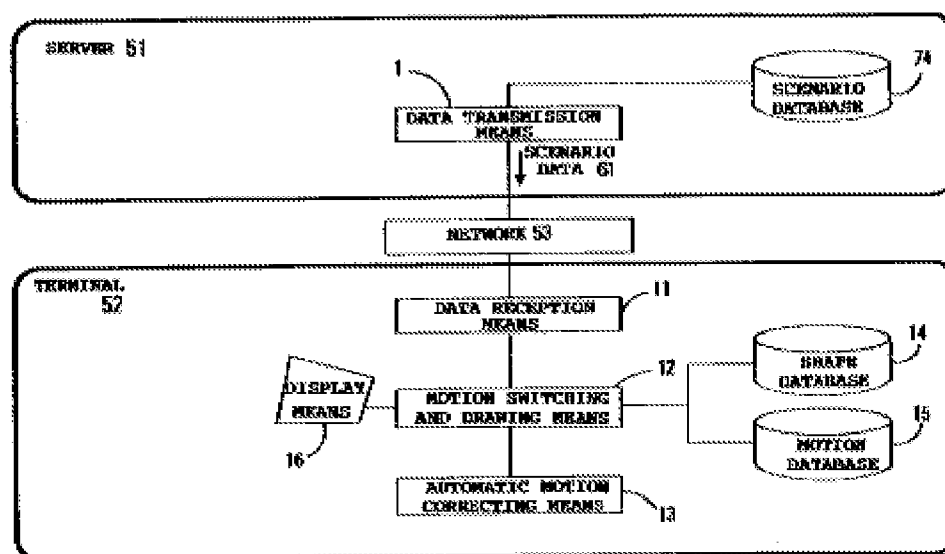 SERVER 51
1
74
SCENARIO
DATABASE
DATA TRANSMISSION
MEANS
SCENARIO
DATA 61
NETWORK 53
TERMINAL
52
11
DATA RECEPTION
MEANS
14
SHAPE
DATABASE
12
DISPLAY
MEANS
MOTION SWITCHING
AND DRAWING MEANS
16
15
MOTION
DATABASE
AUTOMATIC MOTION
CORRECTING MEANS
13